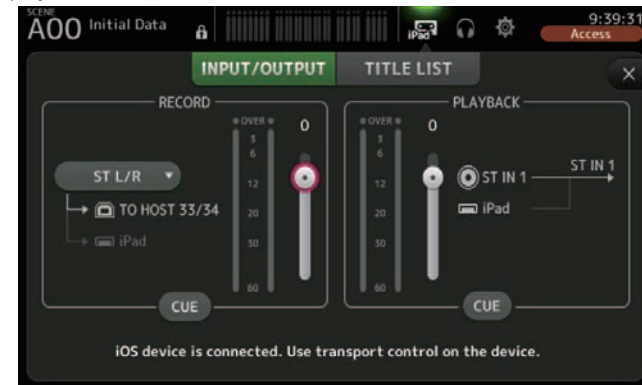 SCENE
A00 Initial Data
iPad
9:39:31
Access
INPUT/OUTPUT
TITLE LIST
RECORD
OVER
3
6
12
20
30
60
0
ST L/R
TO HOST 33/34
iPad
CUE
PLAYBACK
OVER
3
6
12
20
30
60
0
ST IN 1
ST IN 1
iPad
CUE
iOS device is connected. Use transport control on the device.